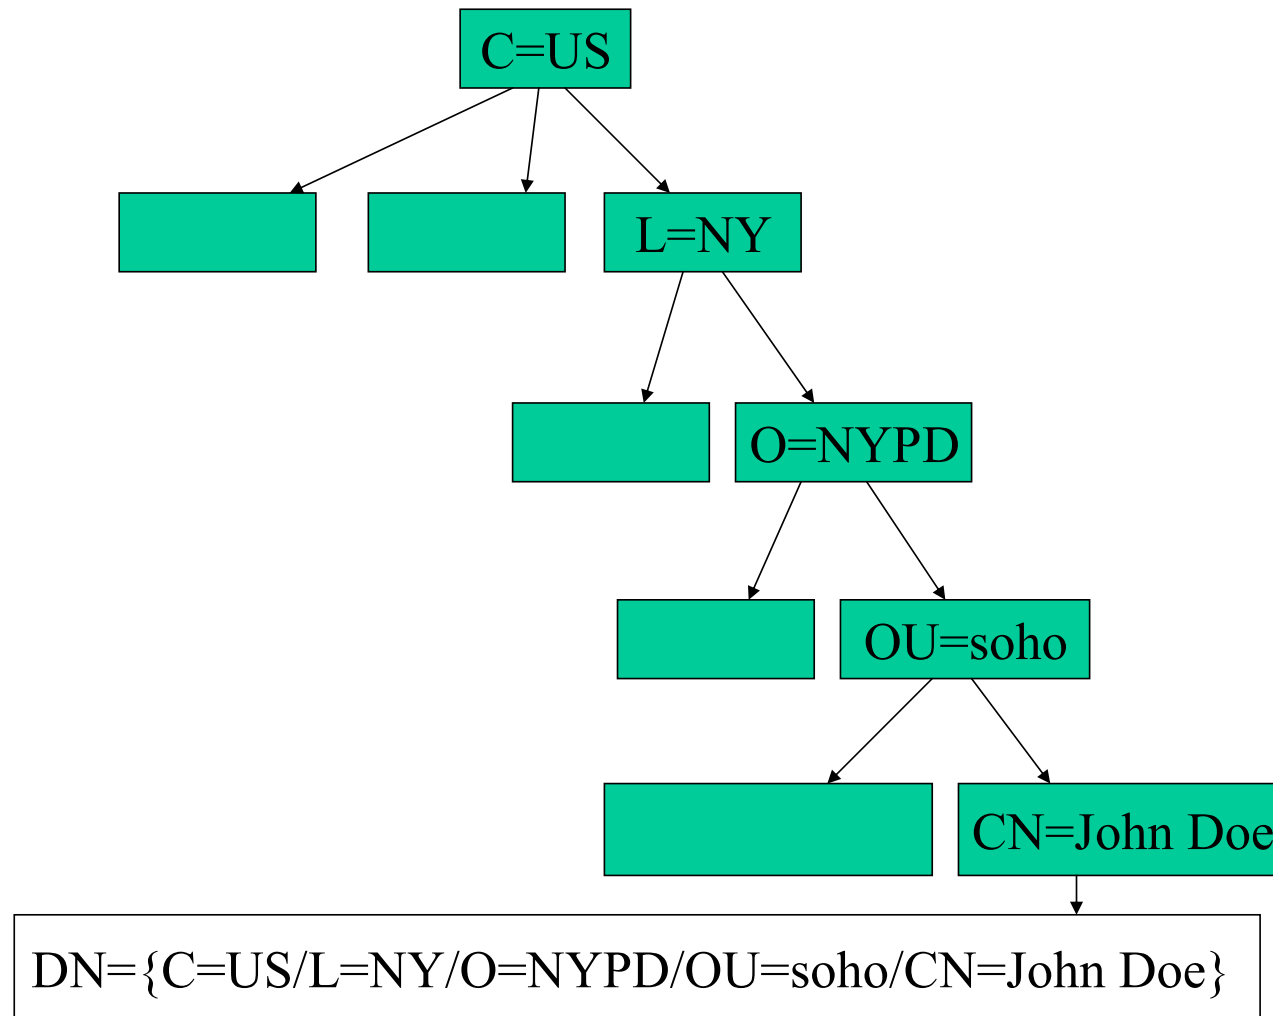 C=US
L=NY
O=NYPD
OU=soho
CN=John Doe
DN={C=US/L=NY/O=NYPD/OU=soho/CN=John Doe}